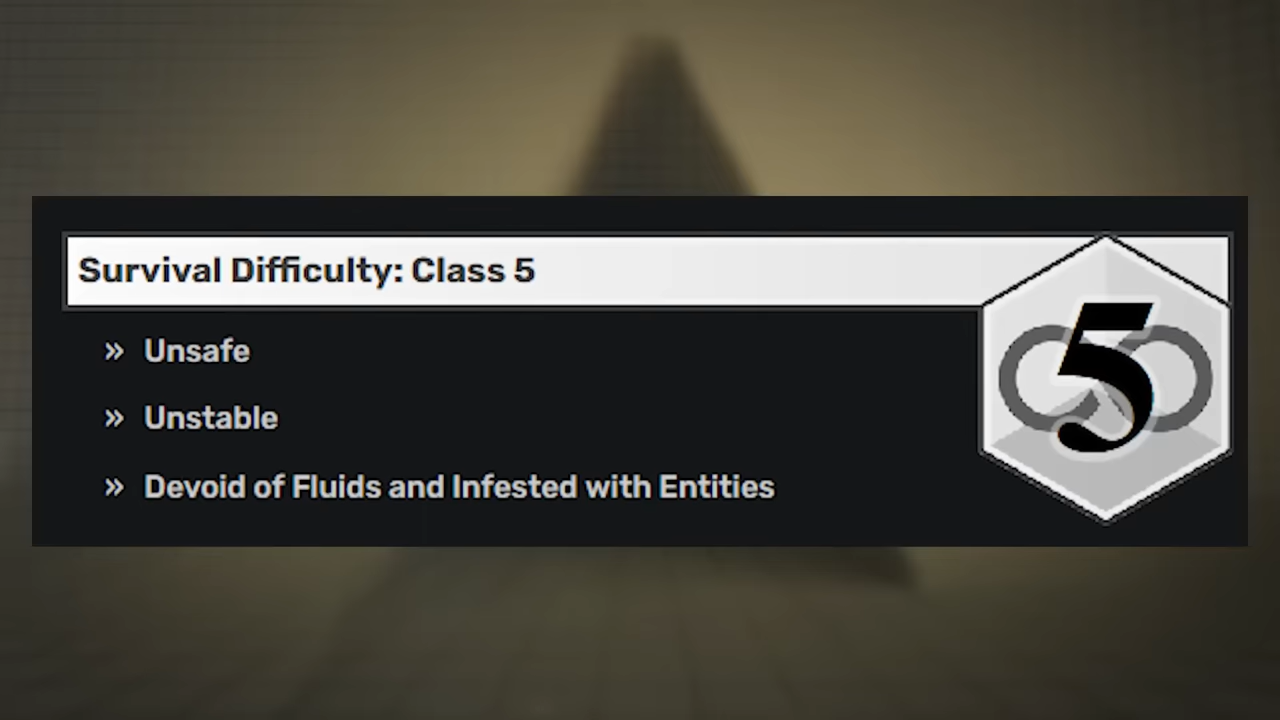 Survival Difficulty: Class 5
5
» Unsafe
» Unstable
» Devoid of Fluids and Infested with Entities